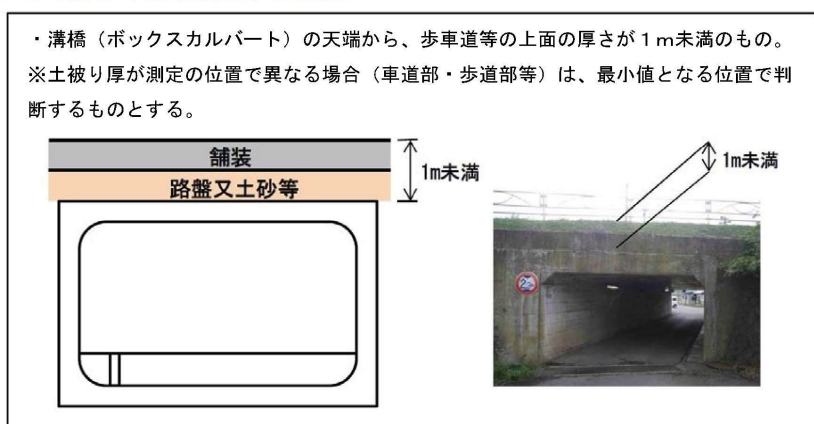 ・溝橋（ボックスカルバート）の天端から、歩車道等の上面の厚さが１ｍ未満のもの。
※土被り厚が測定の位置で異なる場合（車道部・歩道部等）は、最小値となる位置で判
断するものとする。
舗装
路盤又土砂等
1m未満
1m未満